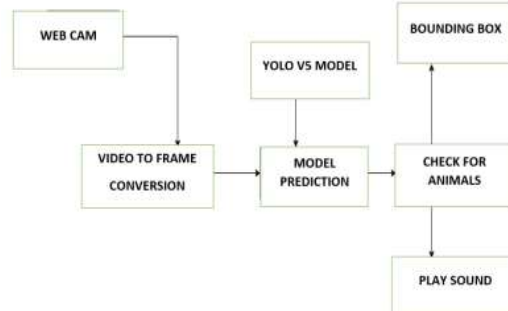 WEB CAM
BOUNDING BOX
YOLO V5 MODEL
VIDEO TO FRAME
CONVERSION
MODEL
PREDICTION
CHECK FOR
ANIMALS
PLAY SOUND